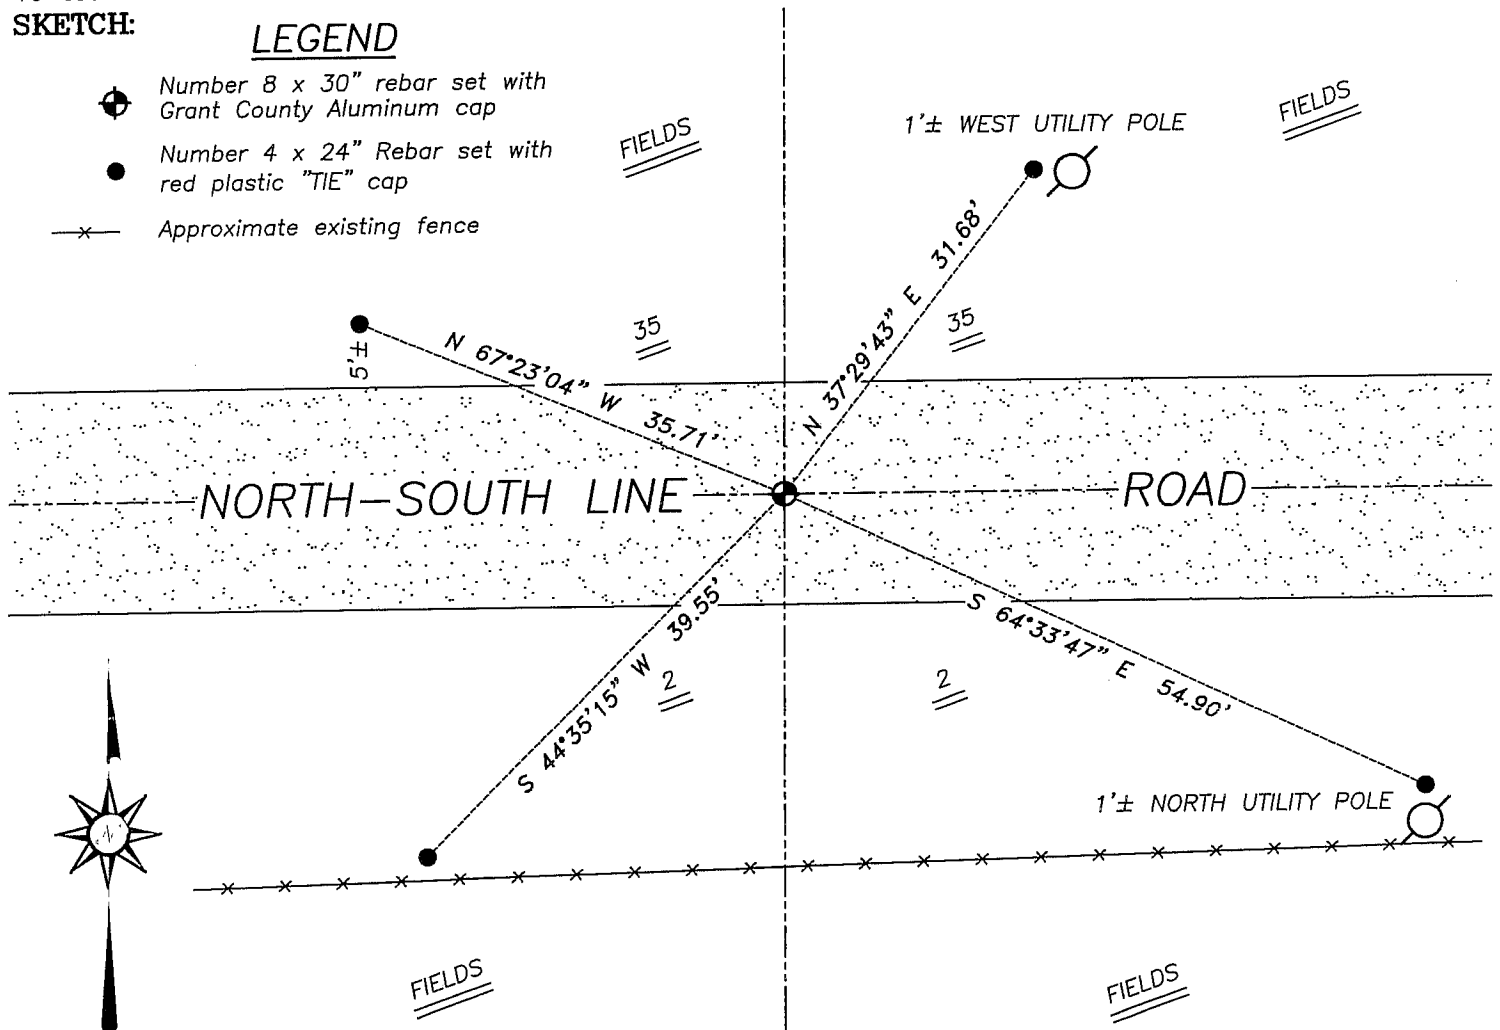 SKETCH:
LEGEND
Number 8 x 30" rebar set with
Grant County Aluminum cap
Number 4 x 24" Rebar set with
red plastic "TIE" cap
Approximate existing fence
FIELDS
1'± WEST UTILITY POLE
FIELDS
N 37°29'43" E 31.68'
35
35
5'±
N 67°23'04" W 35.71'
NORTH-SOUTH LINE ROAD
S 44°35'15" W 39.55'
S 64°33'47" E 54.90'
2
2
1'± NORTH UTILITY POLE
N
FIELDS
FIELDS